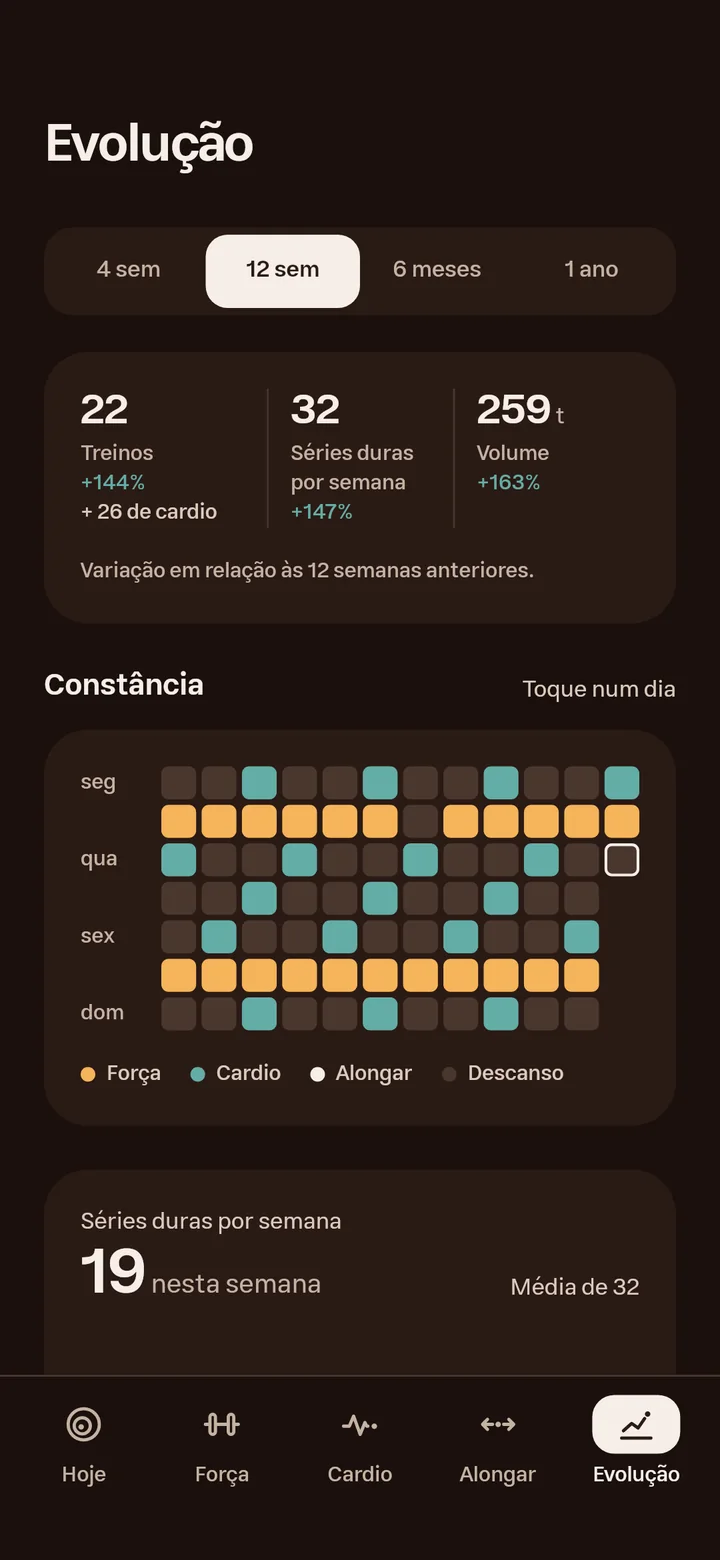 Evolução
4 sem
12 sem
6 meses
1 ano
22
Treinos
+144%
+ 26 de cardio
32
Séries duras
por semana
+147%
259 t
Volume
+163%
Variação em relação às 12 semanas anteriores.
Constância
Toque num dia
seg
qua
sex
dom
Força
Cardio
Alongar
Descanso
Séries duras por semana
19 nesta semana
Média de 32
Hoje
Força
Cardio
Alongar
Evolução